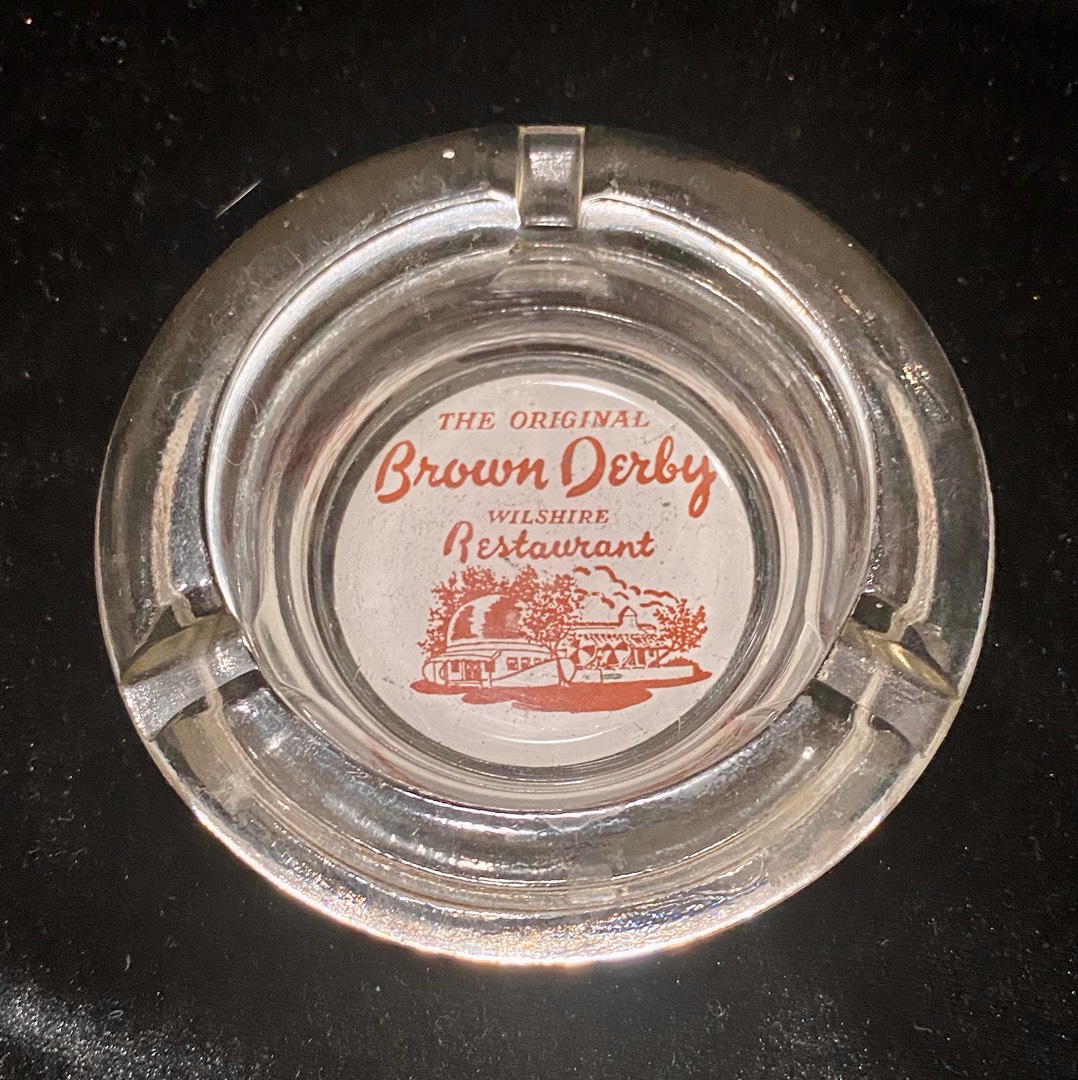 THE ORIGINAL
Brown Derby
WILSHIRE
Restaurant